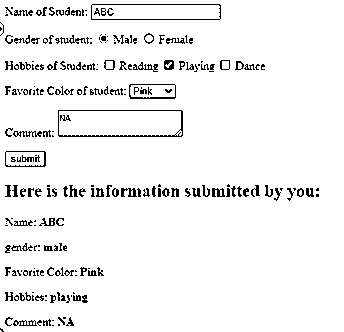 Name of Student: ABC
Gender of student: Male Female
Hobbies of Student: Reading Playing Dance
Favorite Color of student: Pink
Comment: NA
submit
Here is the information submitted by you:
Name: ABC
gender: male
Favorite Color: Pink
Hobbies: playing
Comment: NA